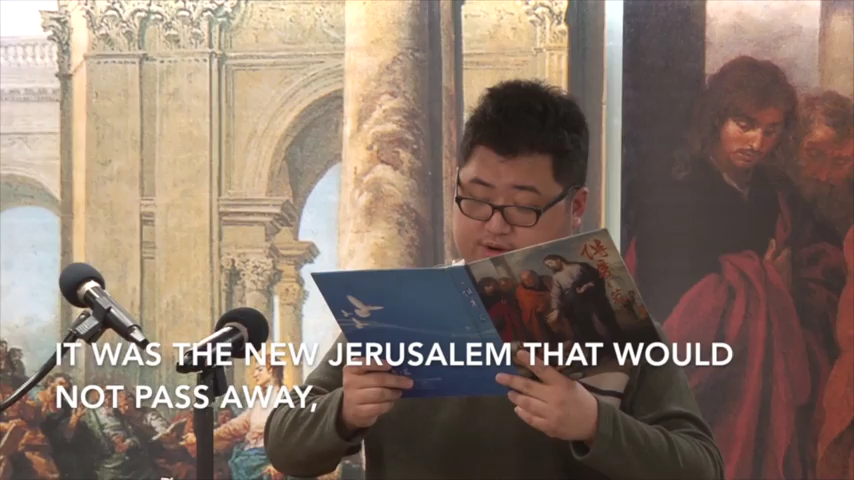 IT WAS THE NEW JERUSALEM THAT WOULD
NOT PASS AWAY,